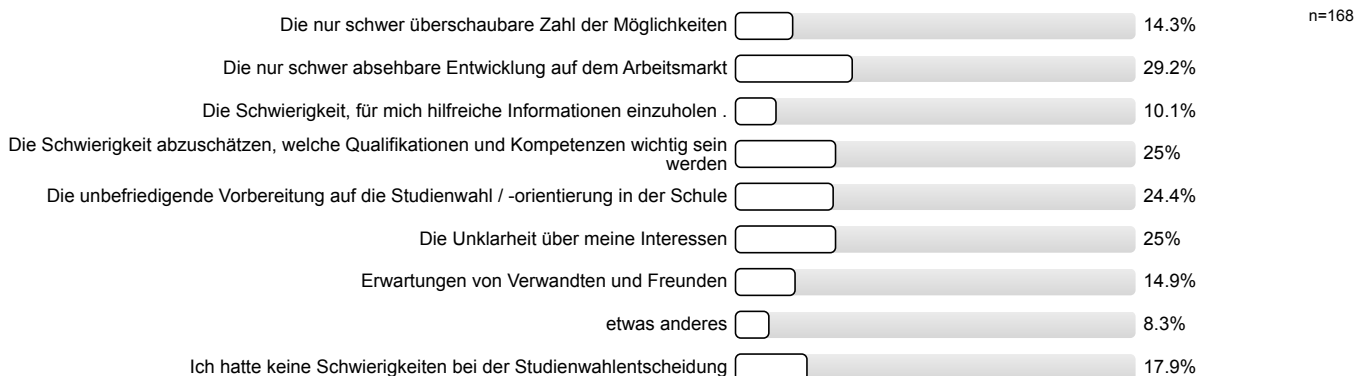 Die nur schwer überschaubare Zahl der Möglichkeiten 14.3% n=168
Die nur schwer absehbare Entwicklung auf dem Arbeitsmarkt 29.2%
Die Schwierigkeit, für mich hilfreiche Informationen einzuholen . 10.1%
Die Schwierigkeit abzuschätzen, welche Qualifikationen und Kompetenzen wichtig sein
werden 25%
Die unbefriedigende Vorbereitung auf die Studienwahl / -orientierung in der Schule 24.4%
Die Unklarheit über meine Interessen 25%
Erwartungen von Verwandten und Freunden 14.9%
etwas anderes 8.3%
Ich hatte keine Schwierigkeiten bei der Studienwahlentscheidung 17.9%